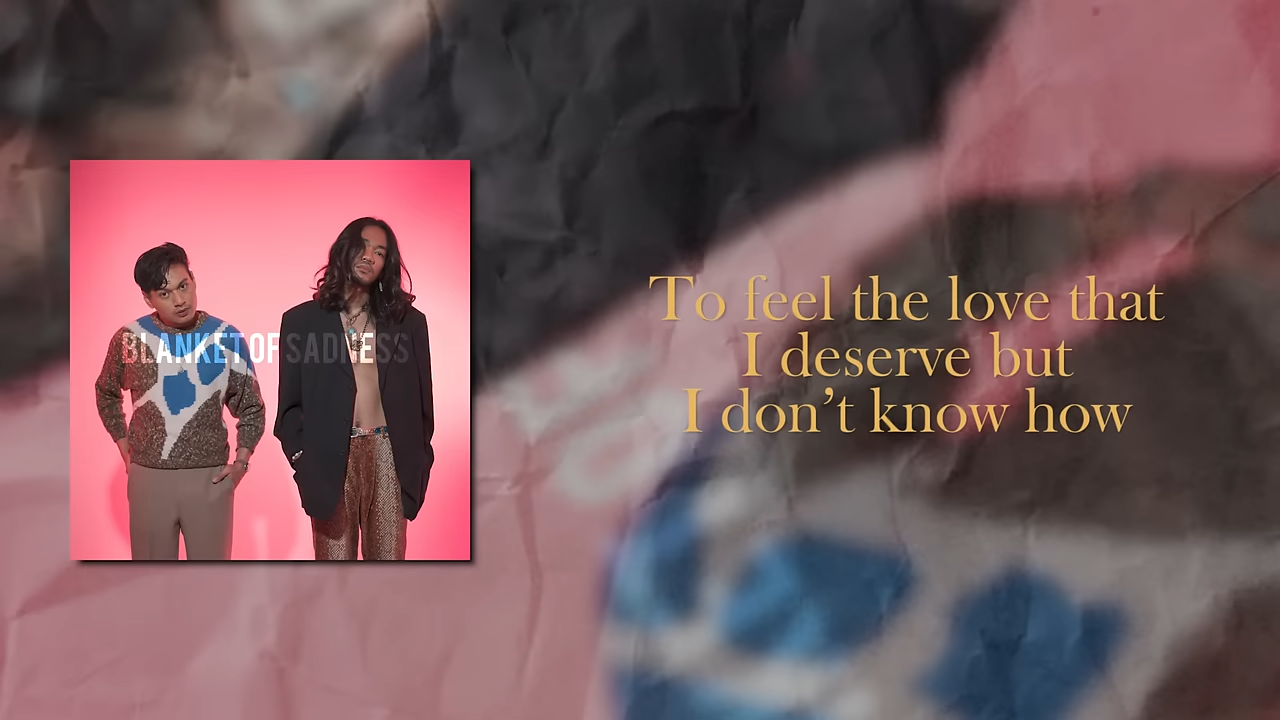 BLANKET OF SADNESS
To feel the love that
I deserve but
I don’t know how